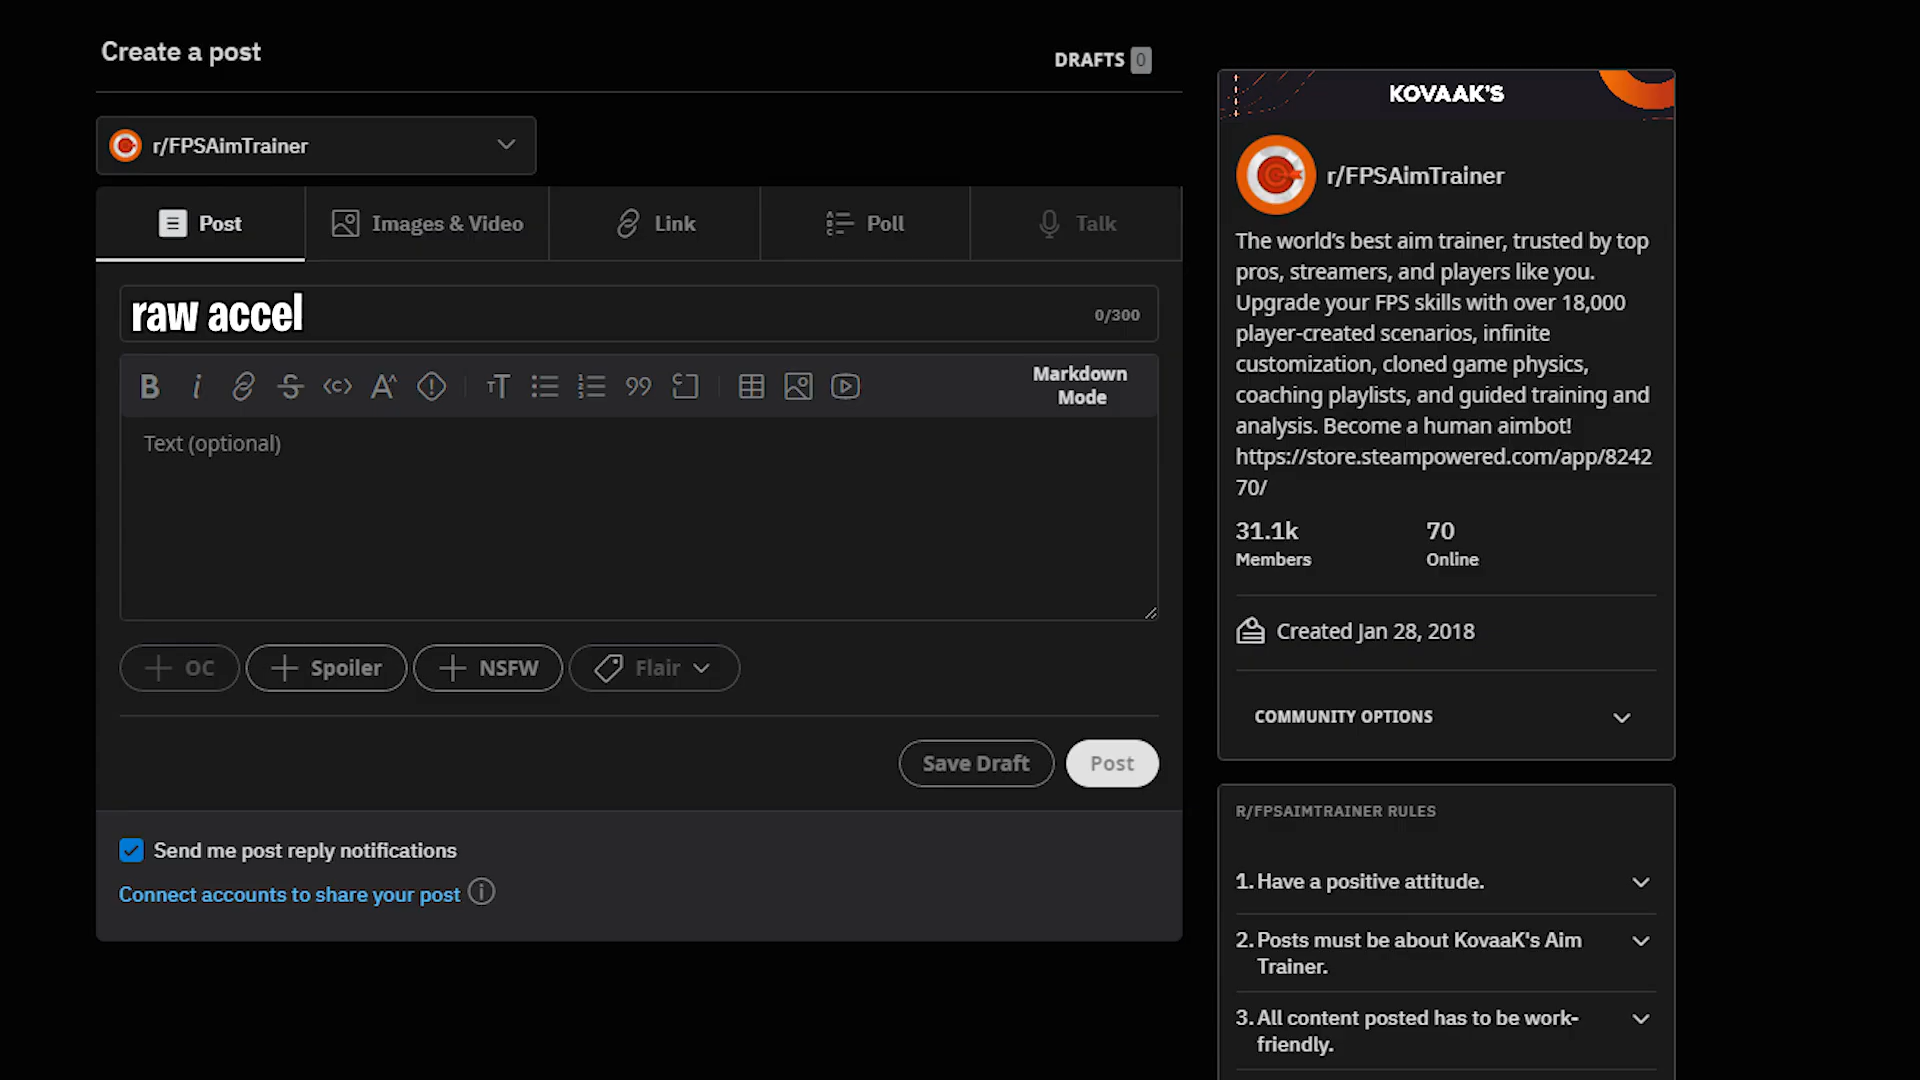 Create a post
DRAFTS 0
r/FPSAimTrainer
Post
Images & Video
Link
Poll
Talk
raw accel
0/300
Markdown
Mode
Text (optional)
OC
Spoiler
NSFW
Flair
Save Draft
Post
Send me post reply notifications
Connect accounts to share your post
KOVAAK'S
r/FPSAimTrainer
The world's best aim trainer, trusted by top
pros, streamers, and players like you.
Upgrade your FPS skills with over 18,000
player-created scenarios, infinite
customization, cloned game physics,
coaching playlists, and guided training and
analysis. Become a human aimbot!
https://store.steampowered.com/app/8242
70/
31.1k
Members
70
Online
Created Jan 28, 2018
COMMUNITY OPTIONS
R/FPSAIMTRAINER RULES
1. Have a positive attitude.
2. Posts must be about KovaaK's Aim
Trainer.
3. All content posted has to be work-
friendly.